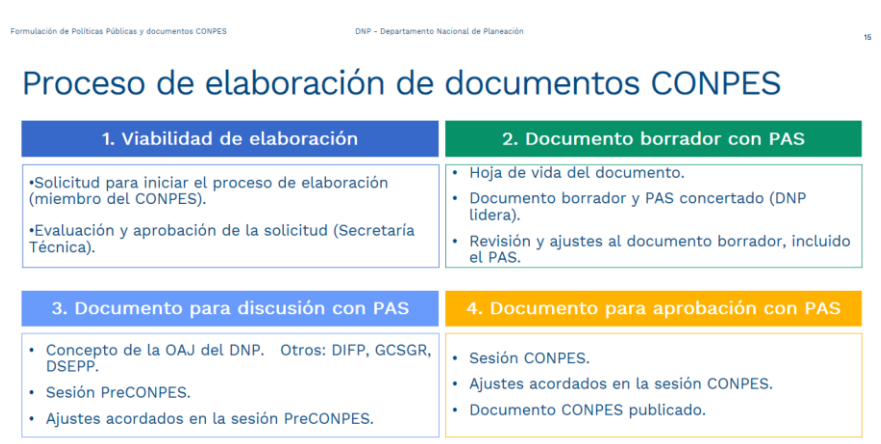 Formulación de Políticas Públicas y documentos CONPES
DNP - Departamento Nacional de Planeación
15
Proceso de elaboración de documentos CONPES
1. Viabilidad de elaboración
•Solicitud para iniciar el proceso de elaboración
(miembro del CONPES).
•Evaluación y aprobación de la solicitud (Secretaría
Técnica).
2. Documento borrador con PAS
• Hoja de vida del documento.
• Documento borrador y PAS concertado (DNP
lidera).
• Revisión y ajustes al documento borrador, incluido
el PAS.
3. Documento para discusión con PAS
• Concepto de la OAJ del DNP. Otros: DIFP, GCSGR,
DSEPP.
• Sesión PreCONPES.
• Ajustes acordados en la sesión PreCONPES.
4. Documento para aprobación con PAS
• Sesión CONPES.
• Ajustes acordados en la sesión CONPES.
• Documento CONPES publicado.